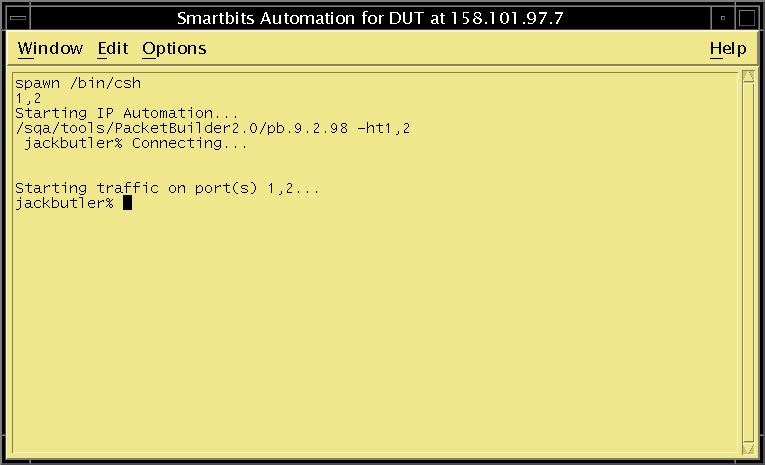 Smartbits Automation for DUT at 158.101.97.7
Window Edit Options Help
spawn /bin/csh
1,2
Starting IP Automation...
/sqa/tools/PacketBuilder2.0/pb.9.2.98 -ht1,2
jackbutler% Connecting...
Starting traffic on port(s) 1,2...
jackbutler%